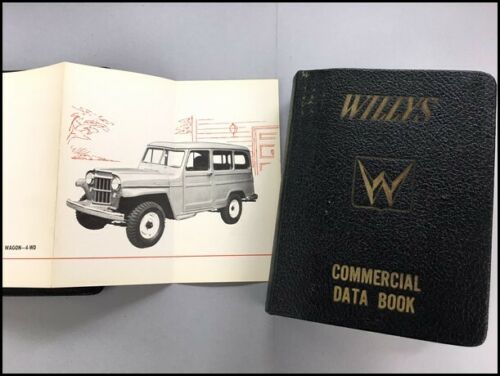 WAGON—4-WD
WILLYS
W
COMMERCIAL
DATA BOOK